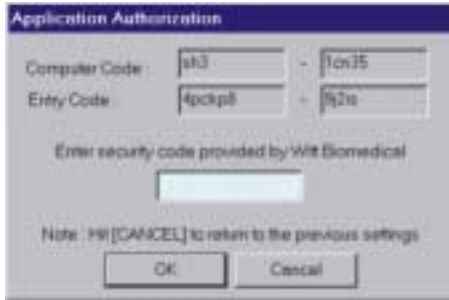 Application Authorization
Computer Code : sh3 - 1cn35
Entry Code : 4pckp8 - 9j2rs
Enter security code provided by Witt Biomedical
Note : Hit [CANCEL] to return to the previous settings
OK Cancel